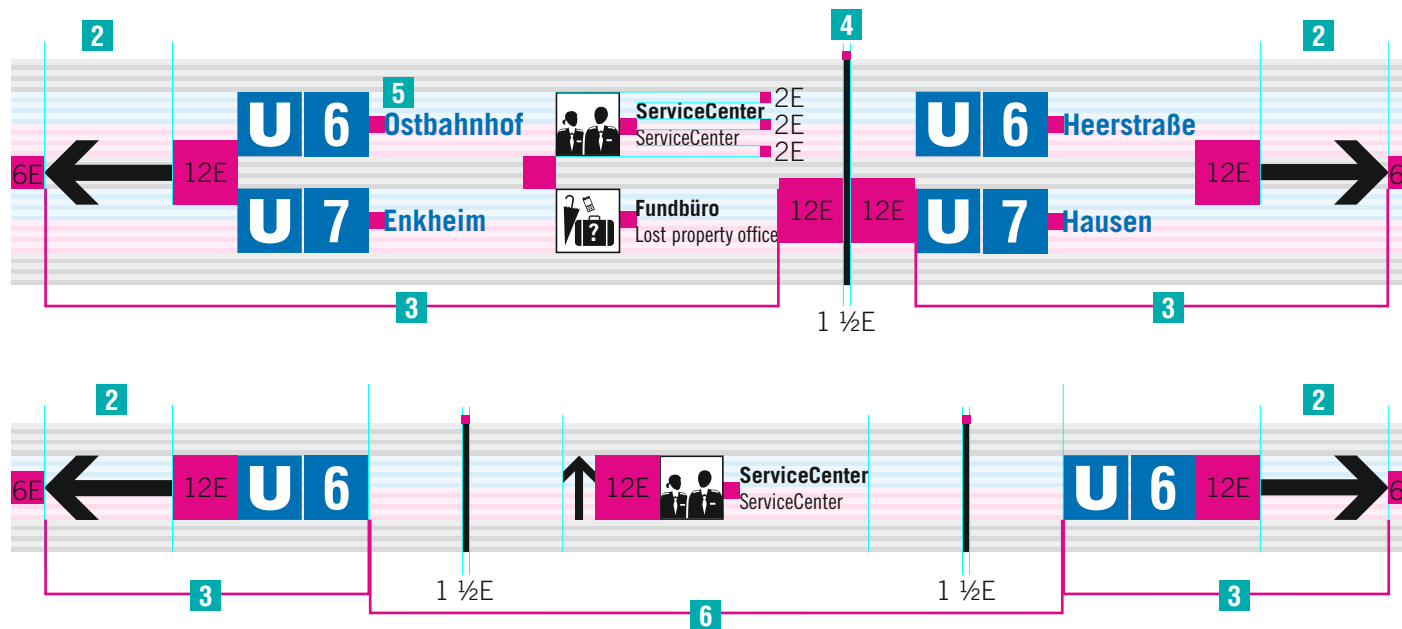 2 4 2
5
U 6 Ostbahnhof ServiceCenter 2E U 6 Heerstraße
2E
ServiceCenter 2E
6E 12E 12E 6
U 7 Enkheim ? Fundbüro 12E 12E U 7 Hausen
Lost property office
3 3
1 ½E
2 2
6E 12E U 6 12E ServiceCenter U 6 12E 6
ServiceCenter
3 1 ½E 1 ½E 3
6